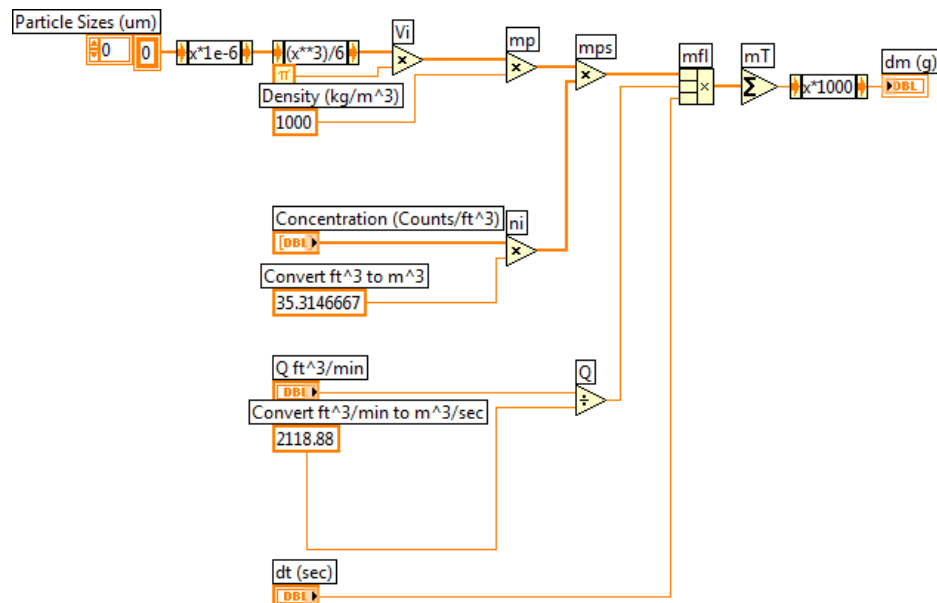 Particle Sizes (um)
0 0 x*1e-6 (x**3)/6 Vi mp mps mfl mT dm (g)
π
x*1000 DBL
Density (kg/m^3)
1000
Concentration (Counts/ft^3) ni
[DBL]
Convert ft^3 to m^3
35.3146667
Q ft^3/min Q
DBL
Convert ft^3/min to m^3/sec
2118.88
dt (sec)
DBL